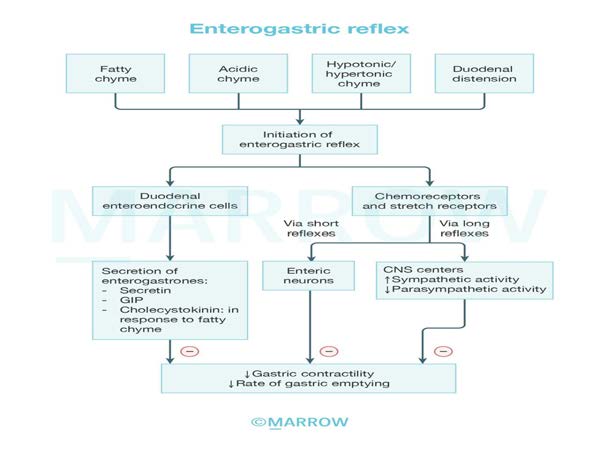 Enterogastric reflex
Fatty
chyme
Acidic
chyme
Hypotonic/
hypertonic
chyme
Duodenal
distension
Initiation of
enterogastric reflex
Duodenal
enteroendocrine cells
Chemoreceptors
and stretch receptors
Via short
reflexes
Via long
reflexes
Secretion of
enterogastrones:
- Secretin
- GIP
- Cholecystokinin: in
response to fatty
chyme
Enteric
neurons
CNS centers
↑Sympathetic activity
↓Parasympathetic activity
↓Gastric contractility
↓Rate of gastric emptying
MARROW
©MARROW